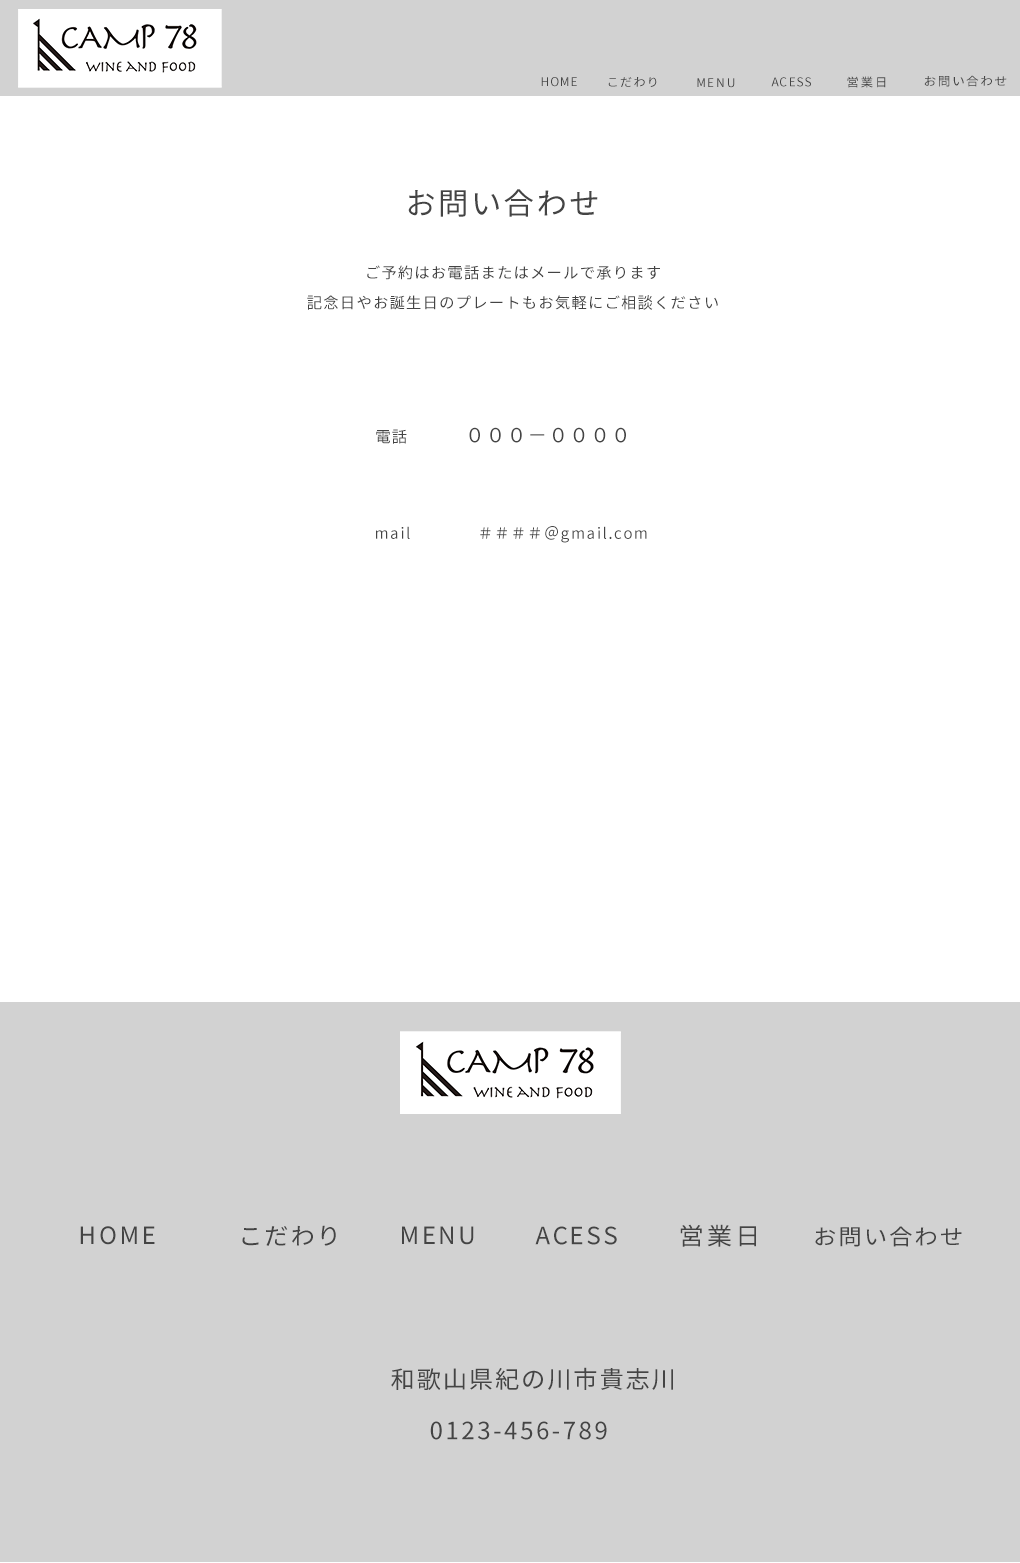 CAMP 78
WINE AND FOOD
HOME こだわり MENU ACESS 営業日 お問い合わせ
お問い合わせ
ご予約はお電話またはメールで承ります
記念日やお誕生日のプレートもお気軽にご相談ください
電話 ０００－００００
mail ＃＃＃＃@gmail.com
CAMP 78
WINE AND FOOD
HOME こだわり MENU ACESS 営業日 お問い合わせ
和歌山県紀の川市貴志川
0123-456-789